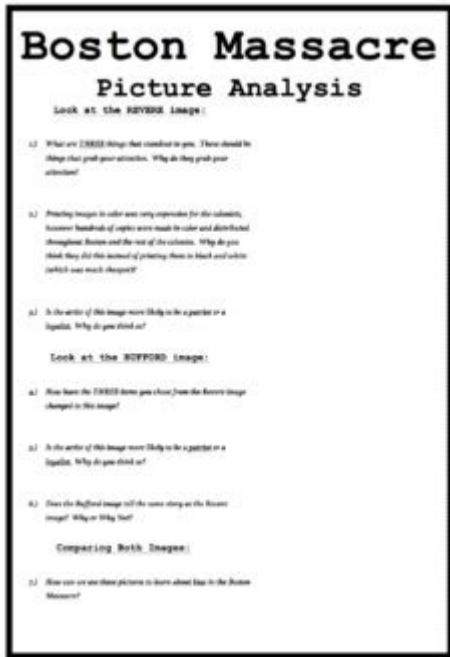 Boston Massacre
Picture Analysis
Look at the REVERE image:
1.) What are THREE things that standout to you. These should be
things that grab your attention. Why do they grab your
attention?
2.) Printing images in color was very expensive for the colonists,
however hundreds of copies were made in color and distributed
throughout Boston and the rest of the colonies. Why do you
think they did this instead of printing them in black and white
(which was much cheaper)?
3.) Is the artist of this image more likely to be a patriot or a
loyalist. Why do you think so?
Look at the BUFFORD image:
4.) How have the THREE items you chose from the Revere image
changed in this image?
5.) Is the artist of this image more likely to be a patriot or a
loyalist. Why do you think so?
6.) Does the Bufford image tell the same story as the Revere
image? Why or Why Not?
Comparing Both Images:
7.) How can we use these pictures to learn about bias in the Boston
Massacre?